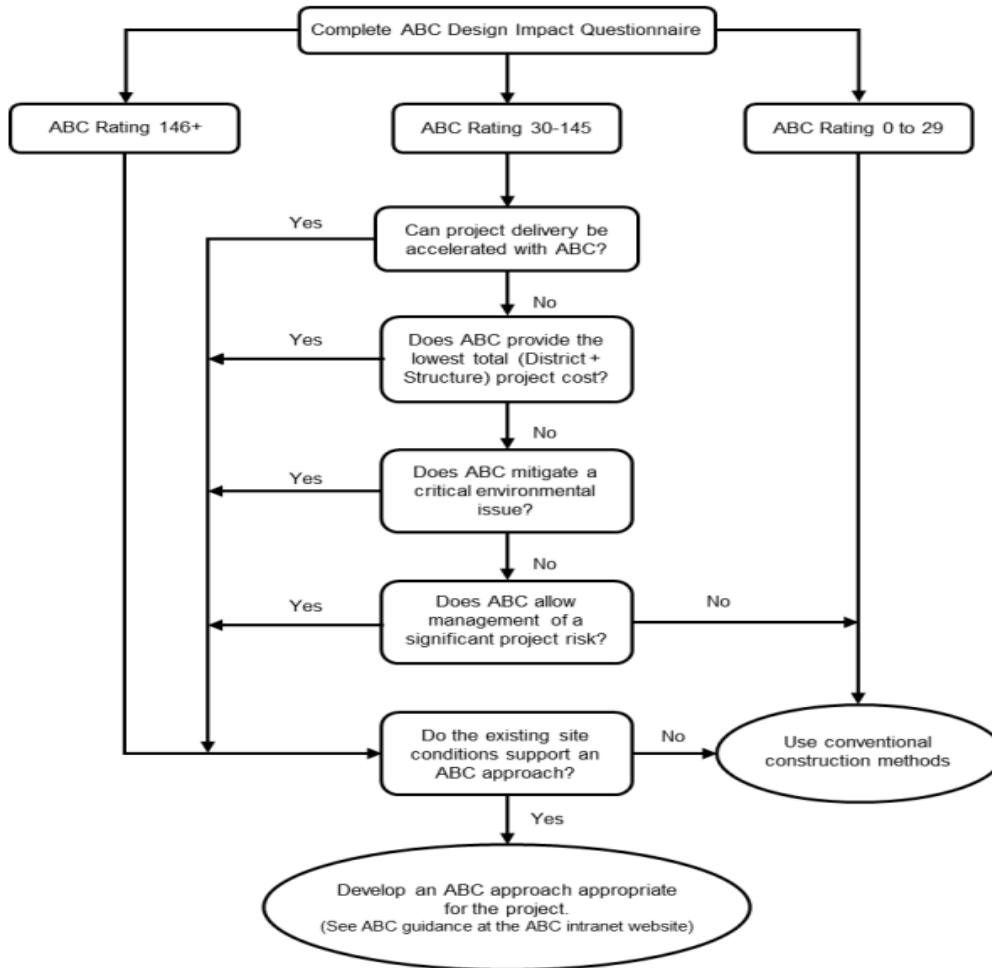 Complete ABC Design Impact Questionnaire
ABC Rating 146+
ABC Rating 30-145
ABC Rating 0 to 29
Yes
Can project delivery be
accelerated with ABC?
No
Yes
Does ABC provide the
lowest total (District +
Structure) project cost?
No
Yes
Does ABC mitigate a
critical environmental
issue?
No
Yes
Does ABC allow
management of a
significant project risk?
No
Do the existing site
conditions support an
ABC approach?
No
Use conventional
construction methods
Yes
Develop an ABC approach appropriate
for the project.
(See ABC guidance at the ABC intranet website)